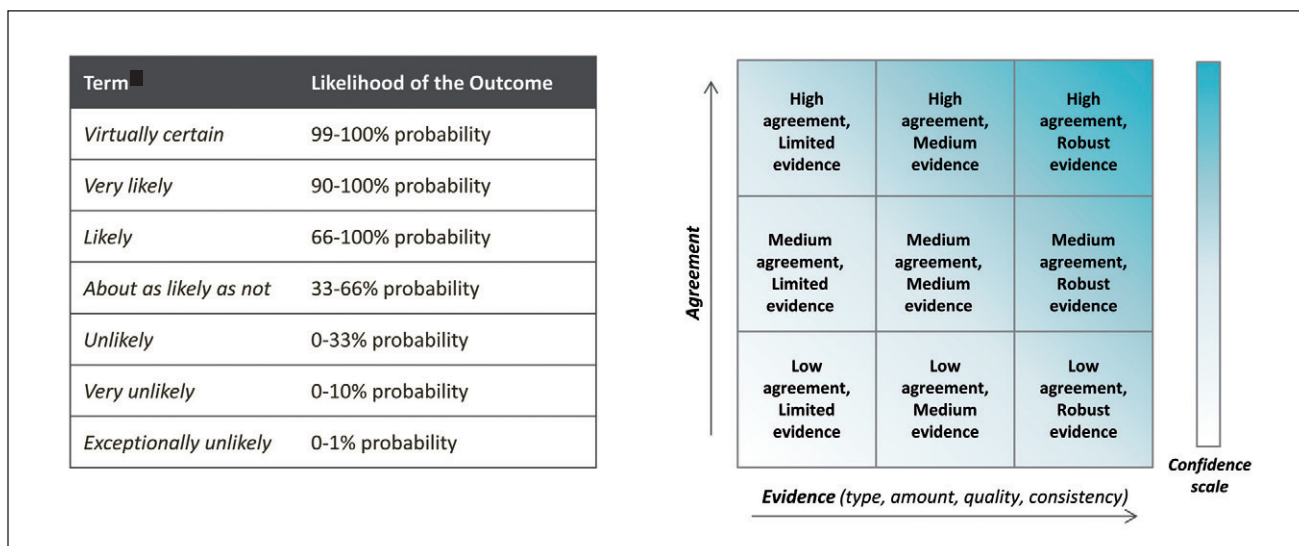 Term Likelihood of the Outcome
Virtually certain 99-100% probability
Very likely 90-100% probability
Likely 66-100% probability
About as likely as not 33-66% probability
Unlikely 0-33% probability
Very unlikely 0-10% probability
Exceptionally unlikely 0-1% probability
Agreement
High
agreement,
Limited
evidence
High
agreement,
Medium
evidence
High
agreement,
Robust
evidence
Medium
agreement,
Limited
evidence
Medium
agreement,
Medium
evidence
Medium
agreement,
Robust
evidence
Low
agreement,
Limited
evidence
Low
agreement,
Medium
evidence
Low
agreement,
Robust
evidence
Evidence (type, amount, quality, consistency)
Confidence
scale